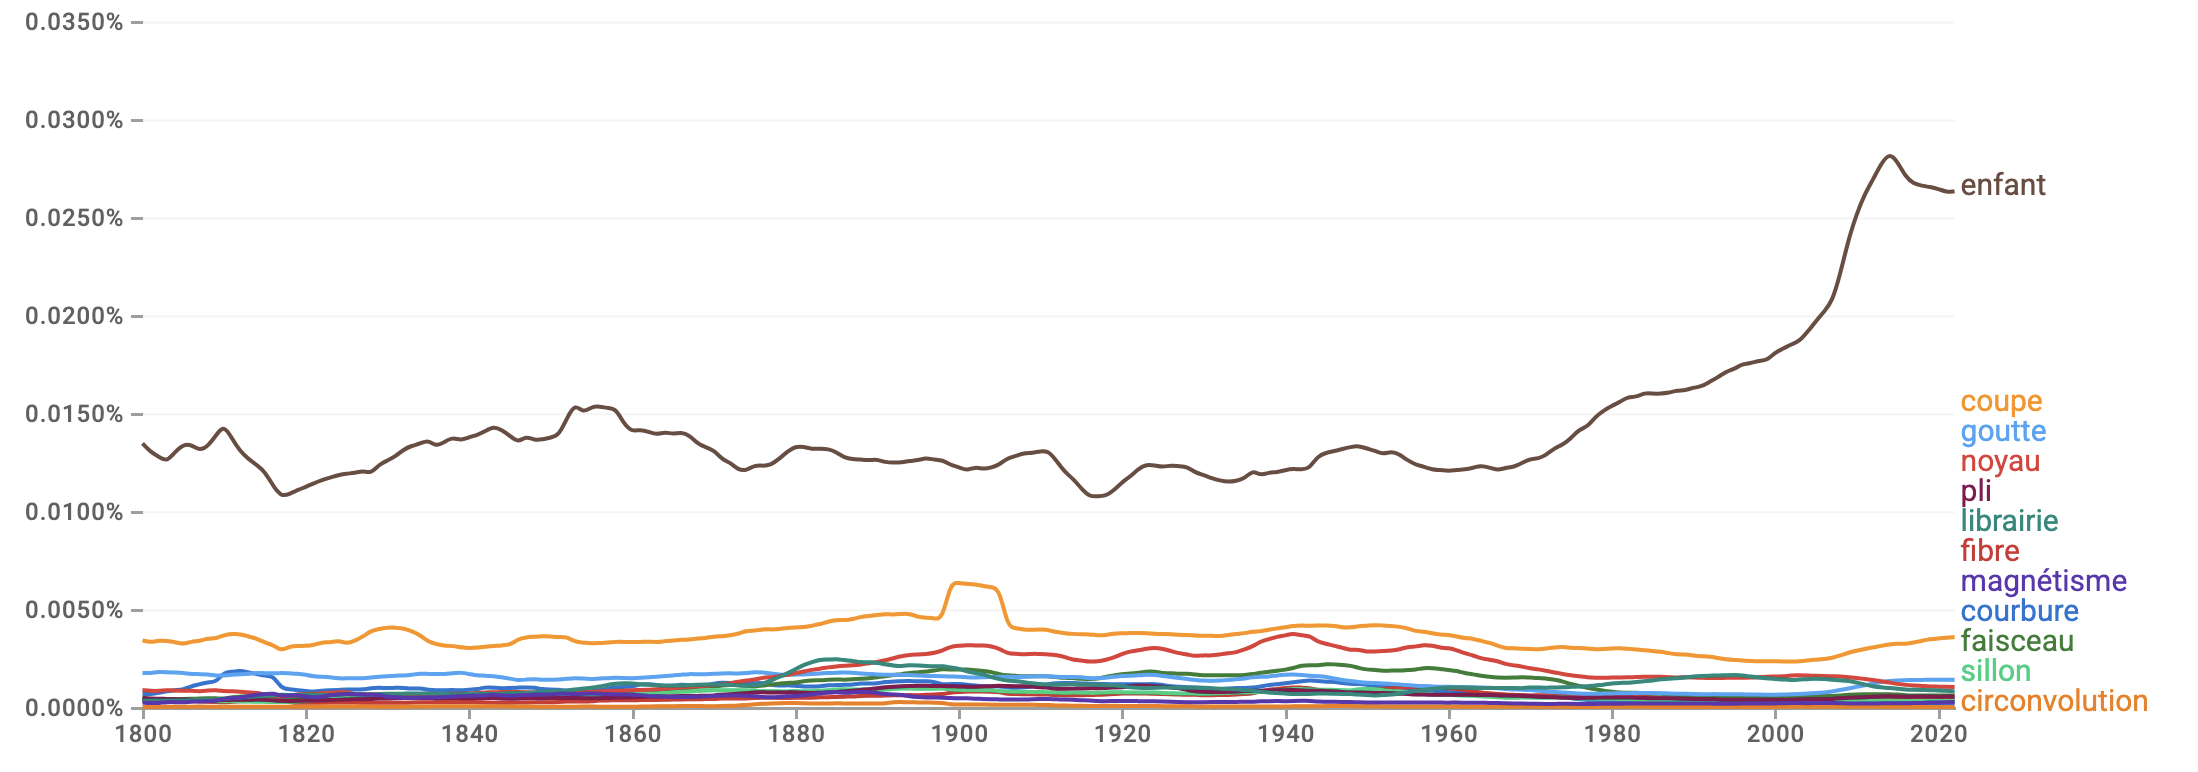 0.0350%
0.0300%
0.0250%
0.0200%
0.0150%
0.0100%
0.0050%
0.0000%
1800 1820 1840 1860 1880 1900 1920 1940 1960 1980 2000 2020
enfant
coupe
goutte
noyau
pli
librairie
fibre
magnétisme
courbure
faisceau
sillon
circonvolution